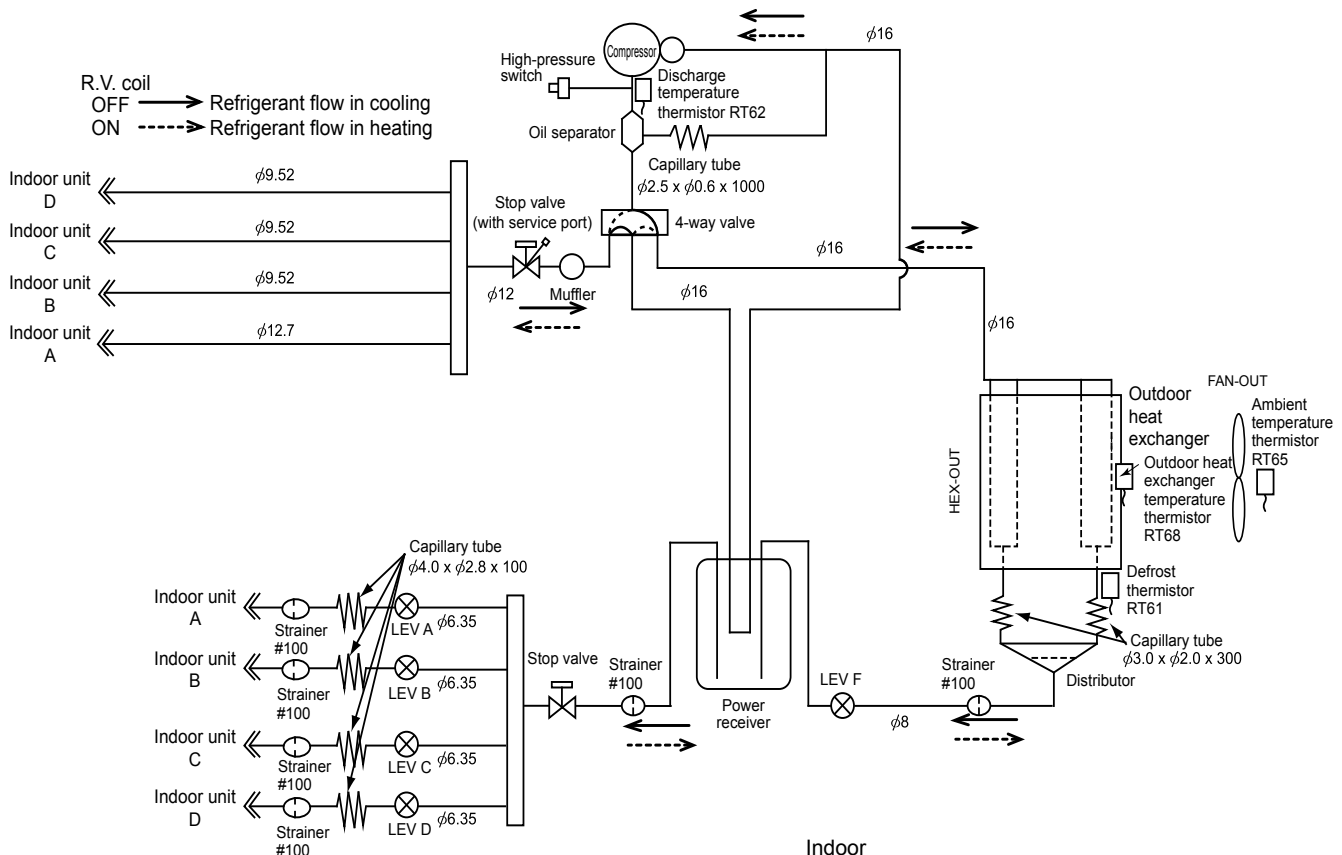 R.V. coil
OFF
Refrigerant flow in cooling
ON
Refrigerant flow in heating
Compressor
High-pressure
switch
Discharge
temperature
thermistor RT62
Oil separator
Capillary tube
ϕ2.5 x ϕ0.6 x 1000
ϕ16
Indoor unit
D
ϕ9.52
Indoor unit
C
ϕ9.52
Indoor unit
B
ϕ9.52
Indoor unit
A
ϕ12.7
Stop valve
(with service port)
4-way valve
ϕ12
Muffler
ϕ16
ϕ16
ϕ16
FAN-OUT
Outdoor
heat
exchanger
Ambient
temperature
thermistor
RT65
HEX-OUT
Outdoor heat
exchanger
temperature
thermistor
RT68
Defrost
thermistor
RT61
Capillary tube
ϕ3.0 x ϕ2.0 x 300
Distributor
Capillary tube
ϕ4.0 x ϕ2.8 x 100
Indoor unit
A
Strainer
#100
LEV A
ϕ6.35
Indoor unit
B
Strainer
#100
LEV B
ϕ6.35
Indoor unit
C
Strainer
#100
LEV C
ϕ6.35
Indoor unit
D
Strainer
#100
LEV D
ϕ6.35
Stop valve
Strainer
#100
Power
receiver
LEV F
ϕ8
Strainer
#100
Indoor